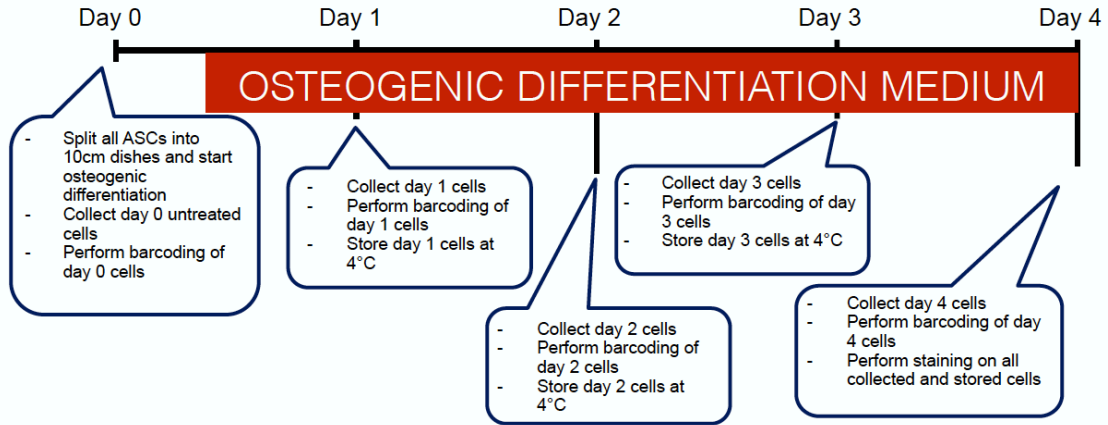 Day 0
Day 1
Day 2
Day 3
Day 4
OSTEOGENIC DIFFERENTIATION MEDIUM
- Split all ASCs into
10cm dishes and start
osteogenic
differentiation
- Collect day 0 untreated
cells
- Perform barcoding of
day 0 cells
- Collect day 1 cells
- Perform barcoding of
day 1 cells
- Store day 1 cells at
4°C
- Collect day 2 cells
- Perform barcoding of
day 2 cells
- Store day 2 cells at
4°C
- Collect day 3 cells
- Perform barcoding of day
3 cells
- Store day 3 cells at 4°C
- Collect day 4 cells
- Perform barcoding of day
4 cells
- Perform staining on all
collected and stored cells